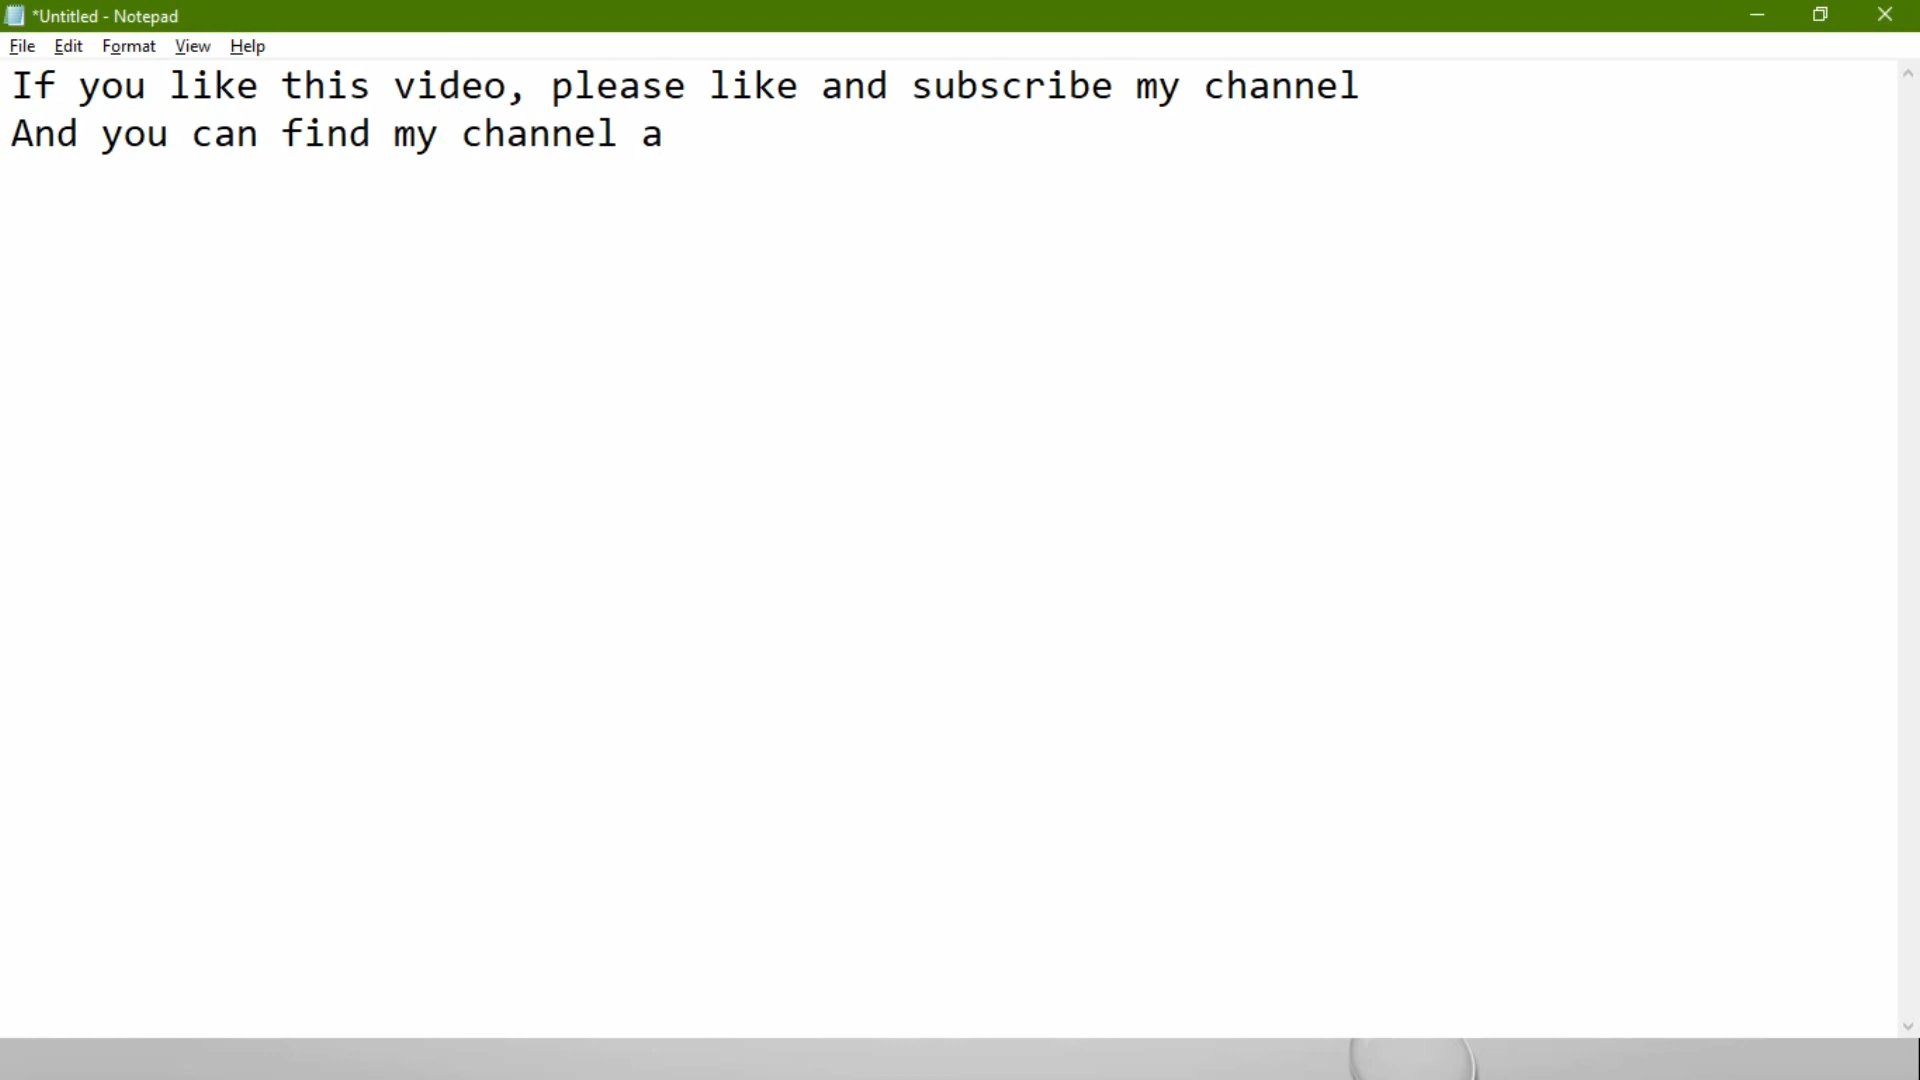 *Untitled - Notepad
File Edit Format View Help
If you like this video, please like and subscribe my channel
And you can find my channel a